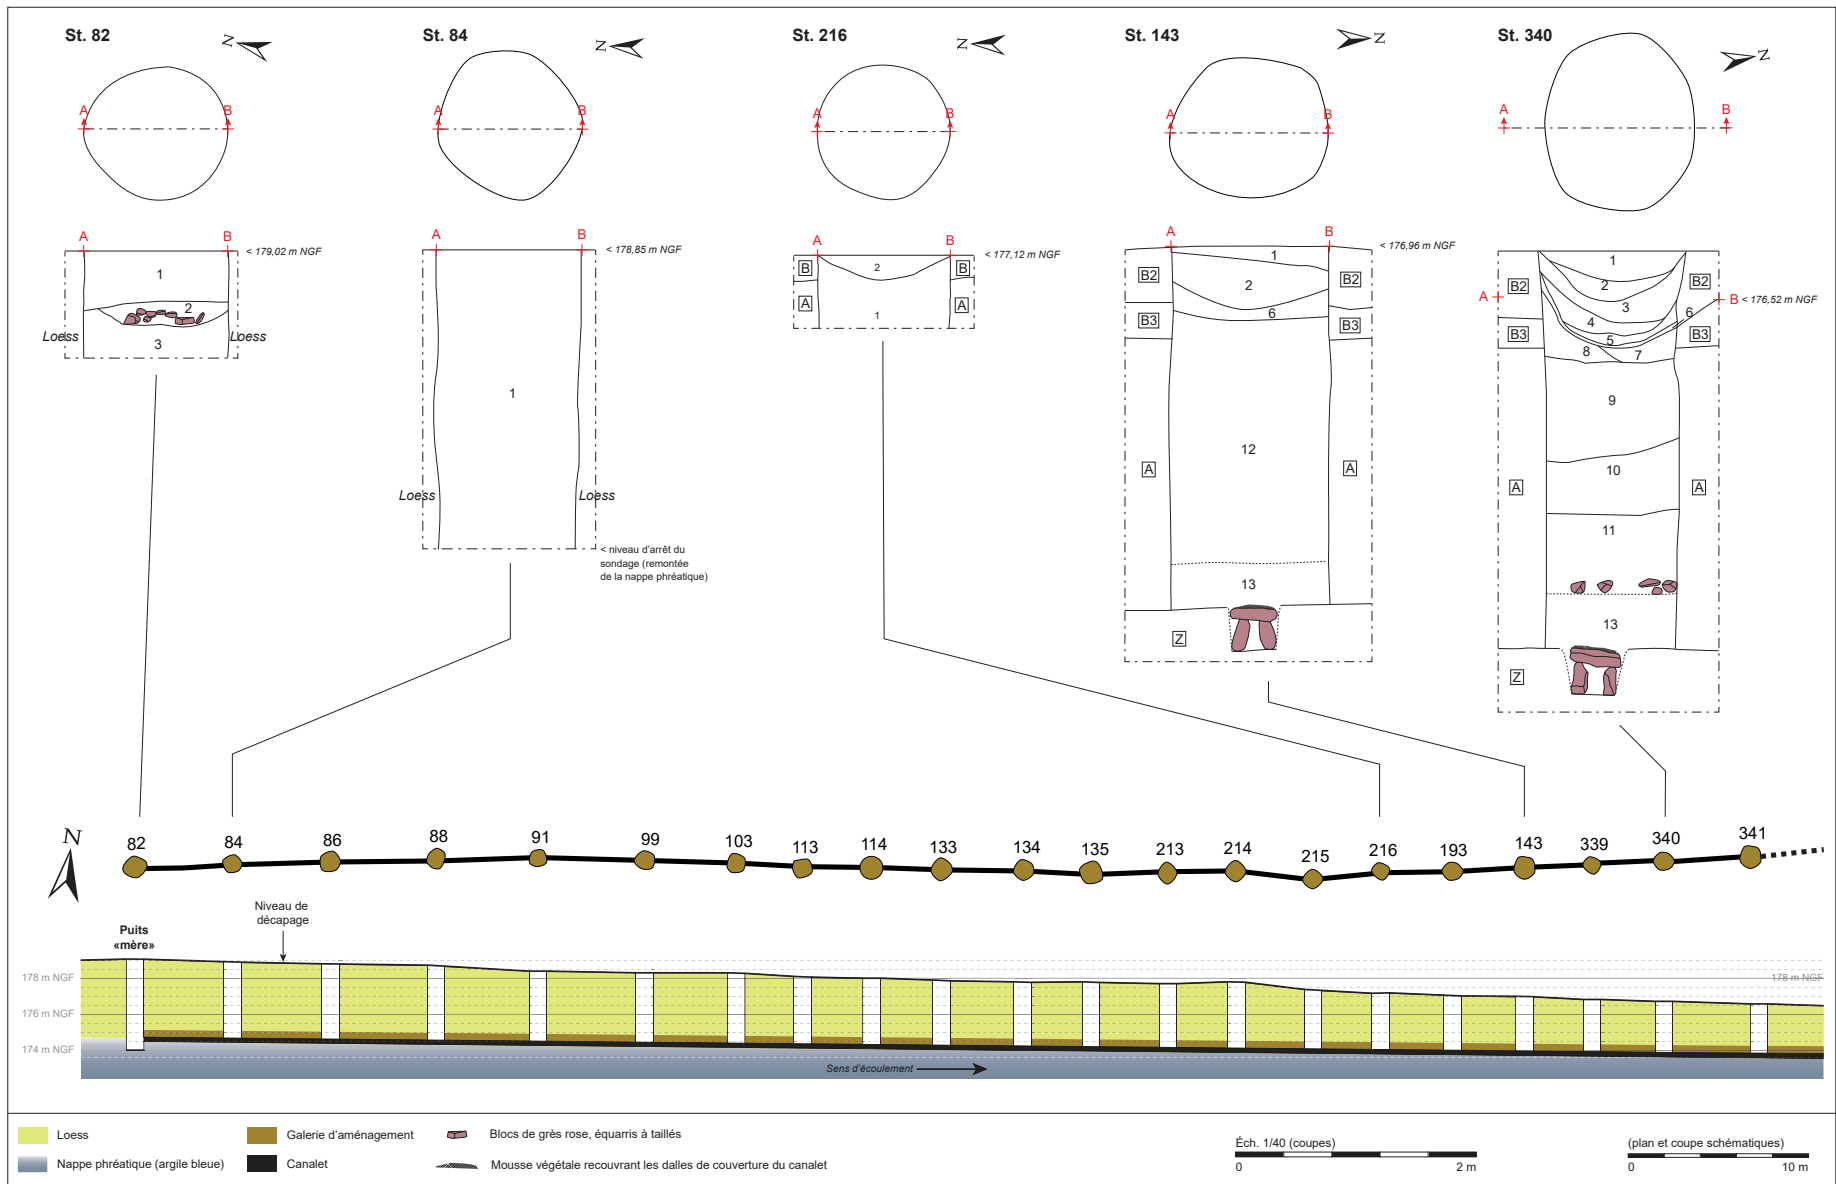 St. 82
St. 84
St. 216
St. 143
St. 340
N
N
N
N
N
A
B
A
B
A
B
A
B
A
B
A
B
< 179,02 m NGF
1
2
3
Loess
Loess
A
B
< 178,85 m NGF
1
Loess
Loess
< niveau d'arrêt du
sondage (remontée
de la nappe phréatique)
A
B
< 177,12 m NGF
B
2
B
A
1
A
A
B
< 176,96 m NGF
1
B2
B2
2
6
B3
B3
12
A
A
13
Z
1
B2
B2
2
A
B
< 176,52 m NGF
3
6
4
B3
B3
5
8
7
9
10
A
A
11
13
Z
N
82
84
86
88
91
99
103
113
114
133
134
135
213
214
215
216
193
143
339
340
341
Niveau de
décapage
Puits
«mère»
178 m NGF
178 m NGF
176 m NGF
174 m NGF
Sens d'écoulement
Loess
Galerie d'aménagement
Blocs de grès rose, équarris à taillés
Nappe phréatique (argile bleue)
Canalet
Mousse végétale recouvrant les dalles de couverture du canalet
Éch. 1/40 (coupes)
0
2 m
(plan et coupe schématiques)
0
10 m